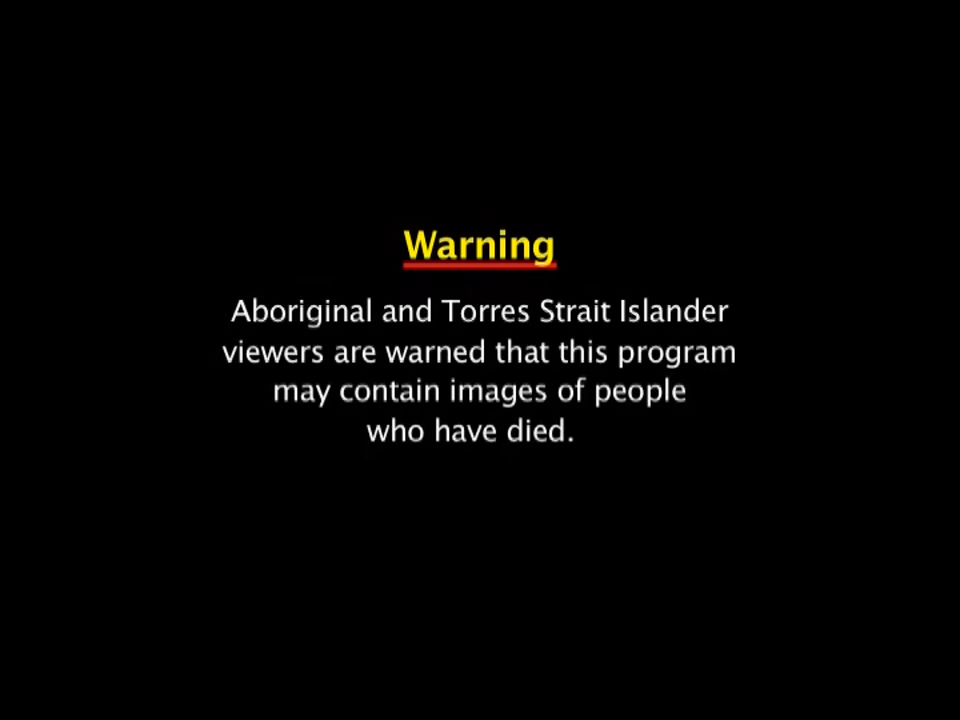 Warning
Aboriginal and Torres Strait Islander
viewers are warned that this program
may contain images of people
who have died.